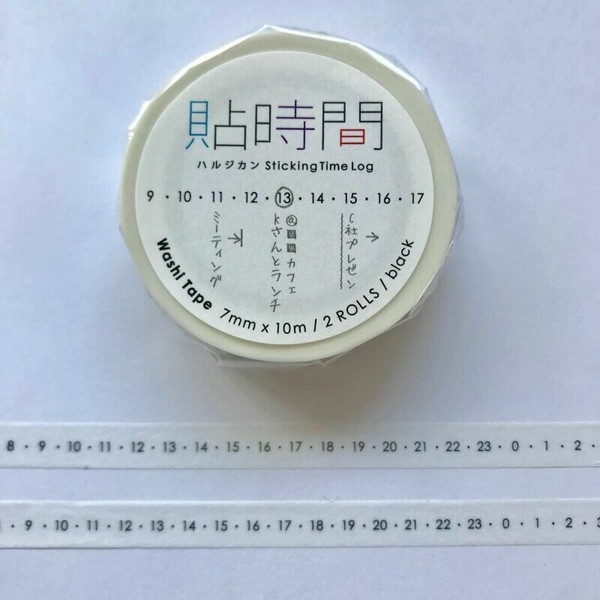 貼時間
ハルジカン Sticking Time Log
9・10・11・12・13・14・15・16・17
ミーティング
カフェ
Kさんとランチ
C社プレゼン
Washi Tape 7mm x 10m / 2 ROLLS / black
8・9・10・11・12・13・14・15・16・17・18・19・20・21・22・23・0・1・2・
・9・10・11・12・13・14・15・16・17・18・19・20・21・22・23・0・1・2・3